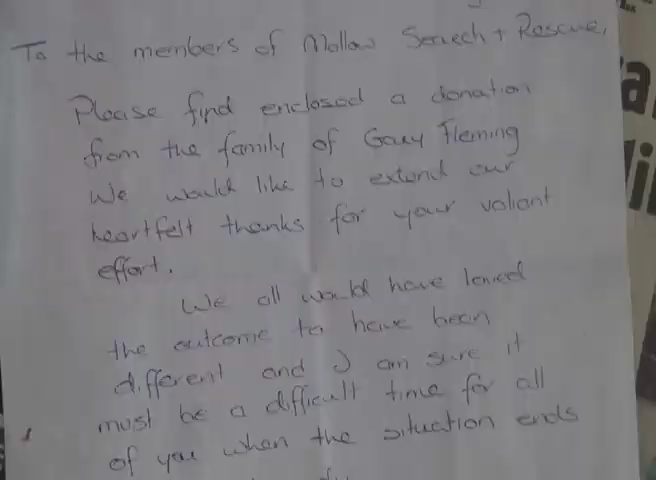 To the members of Mallow Search + Rescue,
Please find enclosed a donation
from the family of Gary Fleming
We would like to extend our
heartfelt thanks for your valiant
effort.
We all would have loved
the outcome to have been
different and I am sure it
must be a difficult time for all
of you when the situation ends